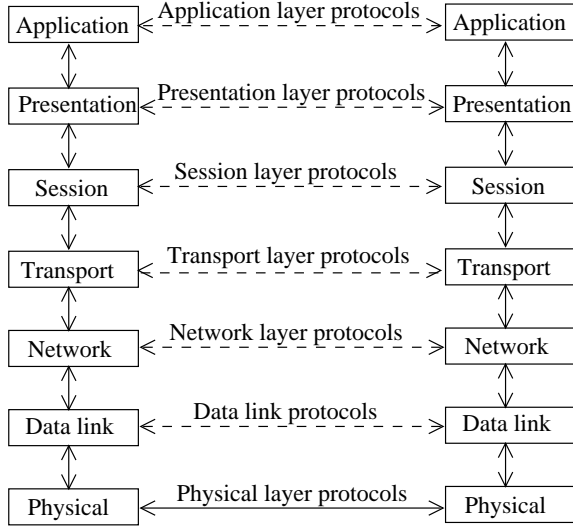 Application layer protocols
Application
Application
Presentation layer protocols
Presentation
Presentation
Session layer protocols
Session
Session
Transport layer protocols
Transport
Transport
Network layer protocols
Network
Network
Data link protocols
Data link
Data link
Physical layer protocols
Physical
Physical